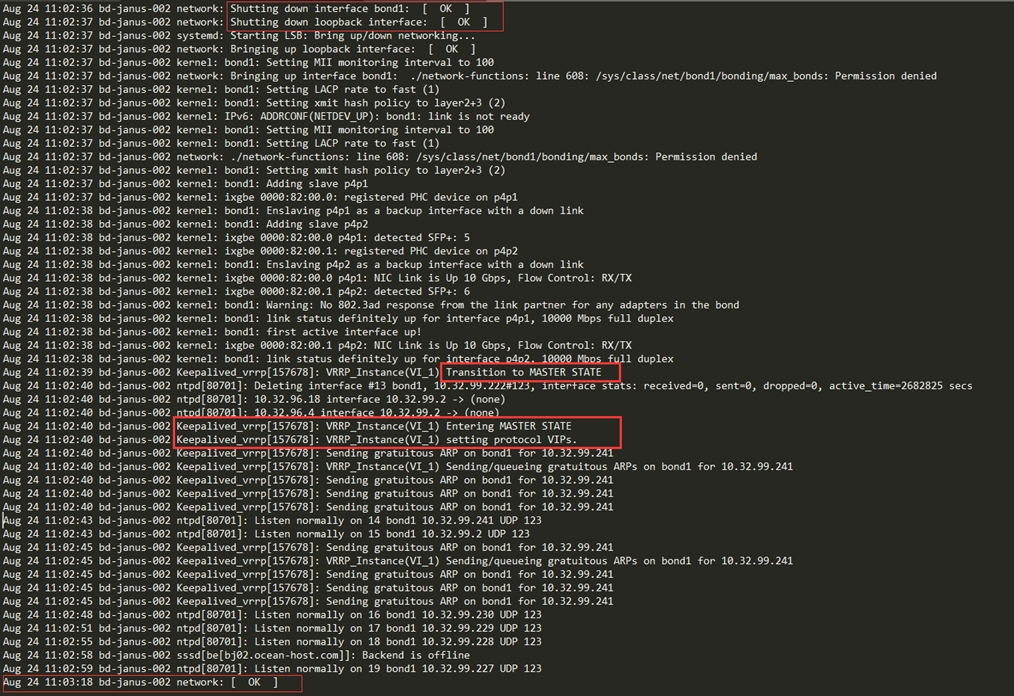 Aug 24 11:02:36 bd-janus-002 network: Shutting down interface bond1:  [  OK  ]
Aug 24 11:02:37 bd-janus-002 network: Shutting down loopback interface:  [  OK  ]
Aug 24 11:02:37 bd-janus-002 systemd: Starting LSB: Bring up/down networking...
Aug 24 11:02:37 bd-janus-002 network: Bringing up loopback interface:  [  OK  ]
Aug 24 11:02:37 bd-janus-002 kernel: bond1: Setting MII monitoring interval to 100
Aug 24 11:02:37 bd-janus-002 network: Bringing up interface bond1:  ./network-functions: line 608: /sys/class/net/bond1/bonding/max_bonds: Permission denied
Aug 24 11:02:37 bd-janus-002 kernel: bond1: Setting LACP rate to fast (1)
Aug 24 11:02:37 bd-janus-002 kernel: bond1: Setting xmit hash policy to layer2+3 (2)
Aug 24 11:02:37 bd-janus-002 kernel: IPv6: ADDRCONF(NETDEV_UP): bond1: link is not ready
Aug 24 11:02:37 bd-janus-002 kernel: bond1: Setting MII monitoring interval to 100
Aug 24 11:02:37 bd-janus-002 kernel: bond1: Setting LACP rate to fast (1)
Aug 24 11:02:37 bd-janus-002 network: ./network-functions: line 608: /sys/class/net/bond1/bonding/max_bonds: Permission denied
Aug 24 11:02:37 bd-janus-002 kernel: bond1: Setting xmit hash policy to layer2+3 (2)
Aug 24 11:02:37 bd-janus-002 kernel: bond1: Adding slave p4p1
Aug 24 11:02:38 bd-janus-002 kernel: ixgbe 0000:82:00.0: registered PHC device on p4p1
Aug 24 11:02:38 bd-janus-002 kernel: bond1: Enslaving p4p1 as a backup interface with a down link
Aug 24 11:02:38 bd-janus-002 kernel: bond1: Adding slave p4p2
Aug 24 11:02:38 bd-janus-002 kernel: ixgbe 0000:82:00.0 p4p1: detected SFP+: 5
Aug 24 11:02:38 bd-janus-002 kernel: ixgbe 0000:82:00.1: registered PHC device on p4p2
Aug 24 11:02:38 bd-janus-002 kernel: bond1: Enslaving p4p2 as a backup interface with a down link
Aug 24 11:02:38 bd-janus-002 kernel: ixgbe 0000:82:00.0 p4p1: NIC Link is Up 10 Gbps, Flow Control: RX/TX
Aug 24 11:02:38 bd-janus-002 kernel: ixgbe 0000:82:00.1 p4p2: detected SFP+: 6
Aug 24 11:02:38 bd-janus-002 kernel: bond1: Warning: No 802.3ad response from the link partner for any adapters in the bond
Aug 24 11:02:38 bd-janus-002 kernel: bond1: link status definitely up for interface p4p1, 10000 Mbps full duplex
Aug 24 11:02:38 bd-janus-002 kernel: bond1: first active interface up!
Aug 24 11:02:38 bd-janus-002 kernel: ixgbe 0000:82:00.1 p4p2: NIC Link is Up 10 Gbps, Flow Control: RX/TX
Aug 24 11:02:38 bd-janus-002 kernel: bond1: link status definitely up for interface p4p2, 10000 Mbps full duplex
Aug 24 11:02:39 bd-janus-002 Keepalived_vrrp[157678]: VRRP_Instance(VI_1) Transition to MASTER STATE
Aug 24 11:02:40 bd-janus-002 ntpd[80701]: Deleting interface #13 bond1, 10.32.99.222#123, interface stats: received=0, sent=0, dropped=0, active_time=2682825 secs
Aug 24 11:02:40 bd-janus-002 ntpd[80701]: 10.32.96.18 interface 10.32.99.2 -> (none)
Aug 24 11:02:40 bd-janus-002 ntpd[80701]: 10.32.96.4 interface 10.32.99.2 -> (none)
Aug 24 11:02:40 bd-janus-002 Keepalived_vrrp[157678]: VRRP_Instance(VI_1) Entering MASTER STATE
Aug 24 11:02:40 bd-janus-002 Keepalived_vrrp[157678]: VRRP_Instance(VI_1) setting protocol VIPs.
Aug 24 11:02:40 bd-janus-002 Keepalived_vrrp[157678]: Sending gratuitous ARP on bond1 for 10.32.99.241
Aug 24 11:02:40 bd-janus-002 Keepalived_vrrp[157678]: VRRP_Instance(VI_1) Sending/queueing gratuitous ARPs on bond1 for 10.32.99.241
Aug 24 11:02:40 bd-janus-002 Keepalived_vrrp[157678]: Sending gratuitous ARP on bond1 for 10.32.99.241
Aug 24 11:02:40 bd-janus-002 Keepalived_vrrp[157678]: Sending gratuitous ARP on bond1 for 10.32.99.241
Aug 24 11:02:40 bd-janus-002 Keepalived_vrrp[157678]: Sending gratuitous ARP on bond1 for 10.32.99.241
Aug 24 11:02:43 bd-janus-002 ntpd[80701]: Listen normally on 14 bond1 10.32.99.241 UDP 123
Aug 24 11:02:43 bd-janus-002 ntpd[80701]: Listen normally on 15 bond1 10.32.99.2 UDP 123
Aug 24 11:02:45 bd-janus-002 Keepalived_vrrp[157678]: Sending gratuitous ARP on bond1 for 10.32.99.241
Aug 24 11:02:45 bd-janus-002 Keepalived_vrrp[157678]: VRRP_Instance(VI_1) Sending/queueing gratuitous ARPs on bond1 for 10.32.99.241
Aug 24 11:02:45 bd-janus-002 Keepalived_vrrp[157678]: Sending gratuitous ARP on bond1 for 10.32.99.241
Aug 24 11:02:45 bd-janus-002 Keepalived_vrrp[157678]: Sending gratuitous ARP on bond1 for 10.32.99.241
Aug 24 11:02:45 bd-janus-002 Keepalived_vrrp[157678]: Sending gratuitous ARP on bond1 for 10.32.99.241
Aug 24 11:02:48 bd-janus-002 ntpd[80701]: Listen normally on 16 bond1 10.32.99.230 UDP 123
Aug 24 11:02:51 bd-janus-002 ntpd[80701]: Listen normally on 17 bond1 10.32.99.229 UDP 123
Aug 24 11:02:55 bd-janus-002 ntpd[80701]: Listen normally on 18 bond1 10.32.99.228 UDP 123
Aug 24 11:02:55 bd-janus-002 sssd[be[bj02.ocean-host.com]]: Backend is offline
Aug 24 11:02:59 bd-janus-002 ntpd[80701]: Listen normally on 19 bond1 10.32.99.227 UDP 123
Aug 24 11:03:18 bd-janus-002 network: [  OK  ]